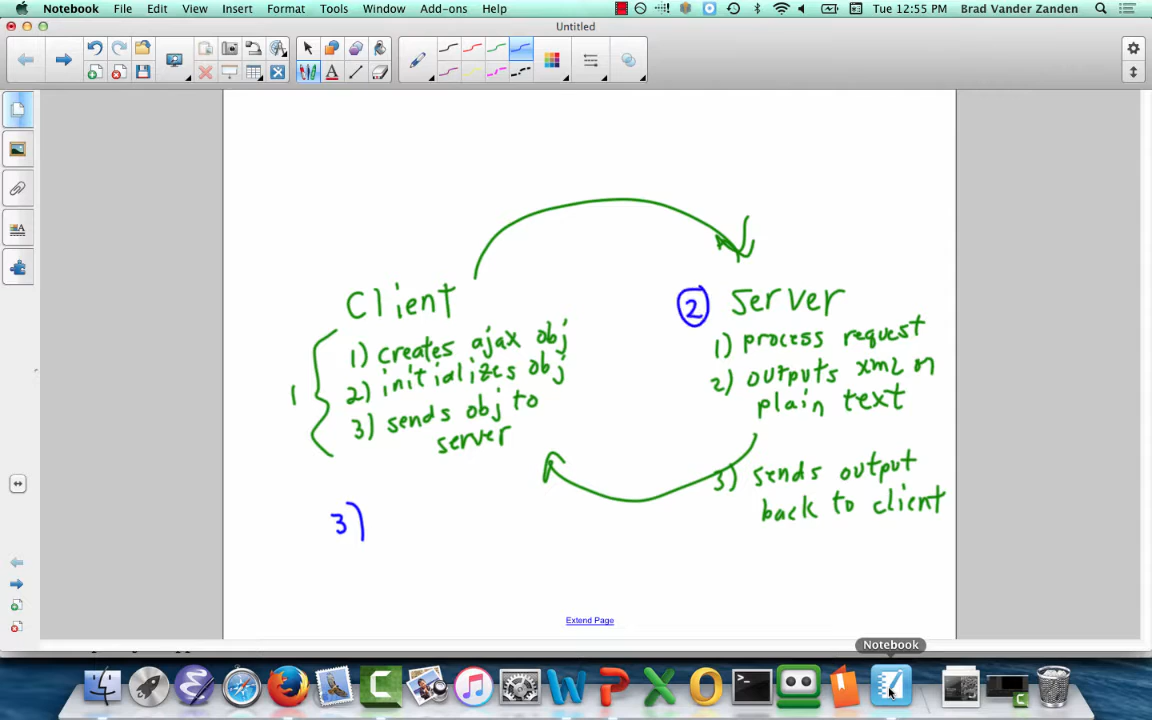 Notebook File Edit View Insert Format Tools Window Add-ons Help Tue 12:55 PM Brad Vander Zanden
Untitled
Client
1) creates ajax obj
2) initializes obj
3) sends obj to
server
1
2 Server
1) process request
2) outputs xml or
plain text
3) sends output
back to client
3)
Extend Page
Notebook